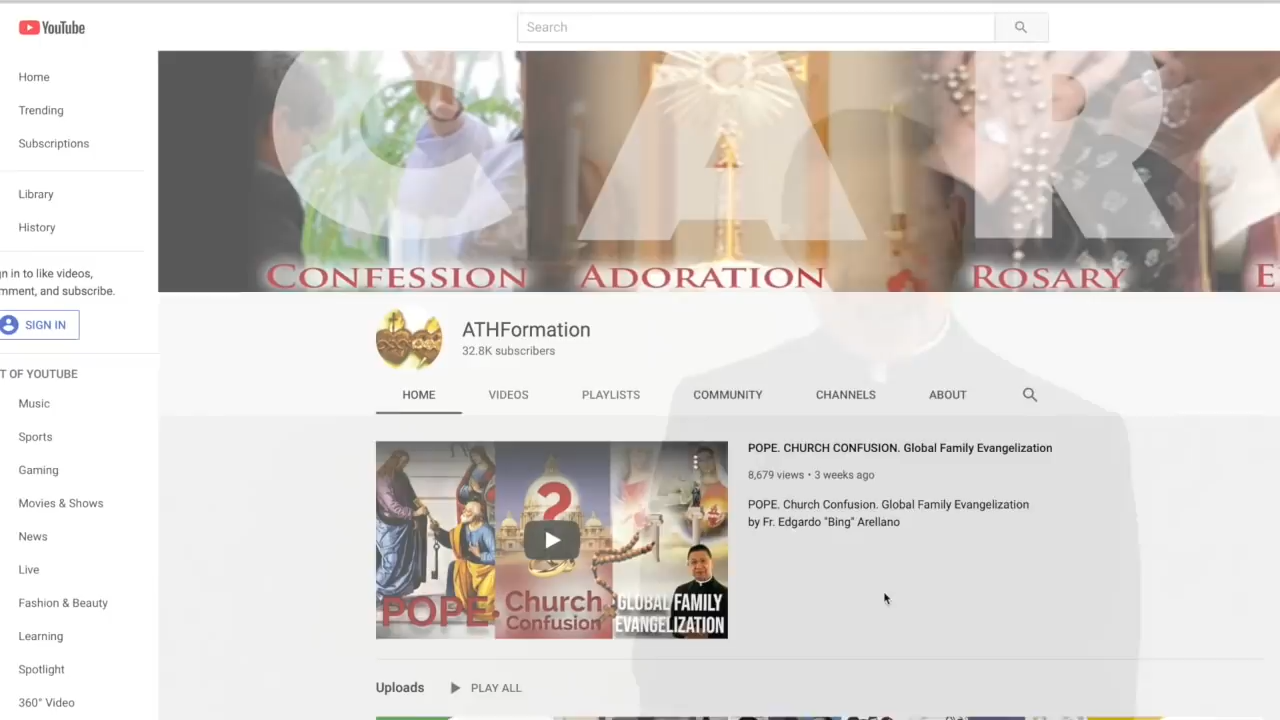 YouTube
Search
Home
Trending
Subscriptions
Library
History
n in to like videos,
mment, and subscribe.
SIGN IN
T OF YOUTUBE
Music
Sports
Gaming
Movies & Shows
News
Live
Fashion & Beauty
Learning
Spotlight
360° Video
C A R
CONFESSION ADORATION ROSARY E
ATHFormation
32.8K subscribers
HOME VIDEOS PLAYLISTS COMMUNITY CHANNELS ABOUT
POPE. Church Confusion
?
GLOBAL FAMILY
EVANGELIZATION
POPE. CHURCH CONFUSION. Global Family Evangelization
8,679 views • 3 weeks ago
POPE. Church Confusion. Global Family Evangelization
by Fr. Edgardo "Bing" Arellano
Uploads PLAY ALL